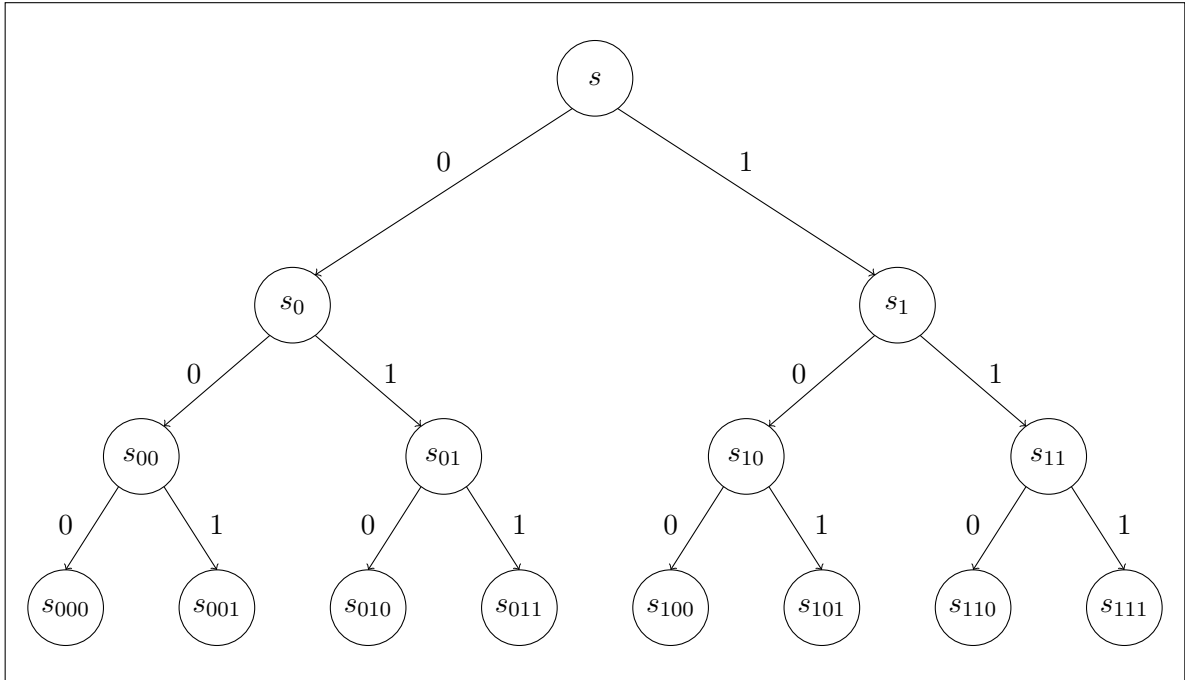 s
0 1
s₀ s₁
0 1 0 1
s₀₀ s₀₁ s₁₀ s₁₁
0 1 0 1 0 1 0 1
s₀₀₀ s₀₀₁ s₀₁₀ s₀₁₁ s₁₀₀ s₁₀₁ s₁₁₀ s₁₁₁